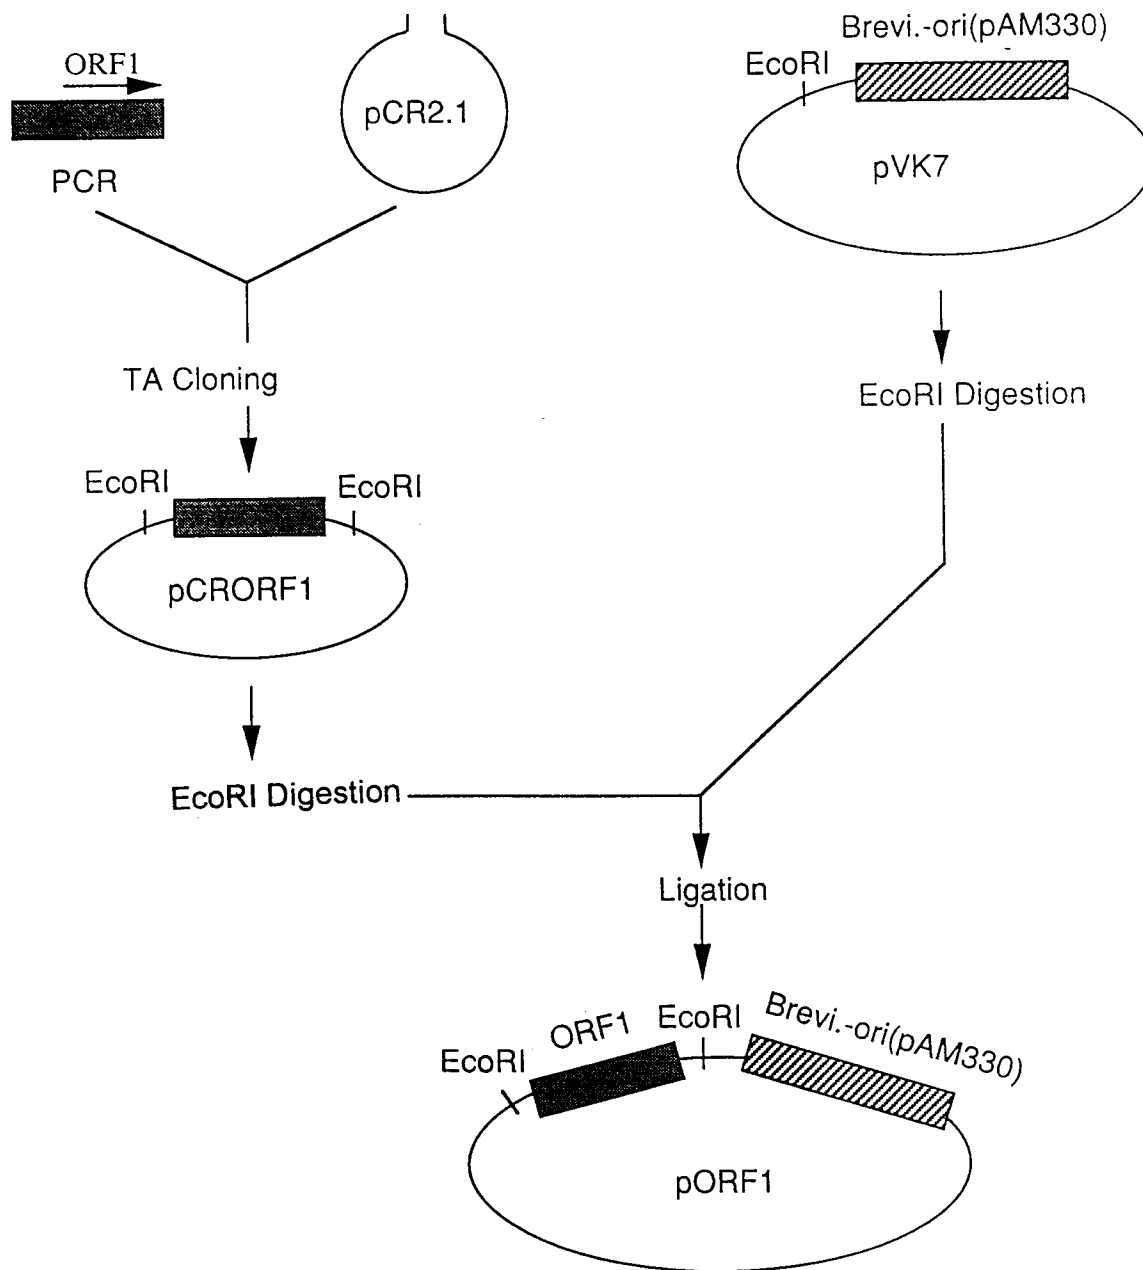 ORF1
PCR
pCR2.1
Brevi.-ori(pAM330)
EcoRI
pVK7
TA Cloning
EcoRI Digestion
EcoRI
EcoRI
pCRORF1
EcoRI Digestion
Ligation
EcoRI
ORF1
EcoRI
Brevi.-ori(pAM330)
pORF1